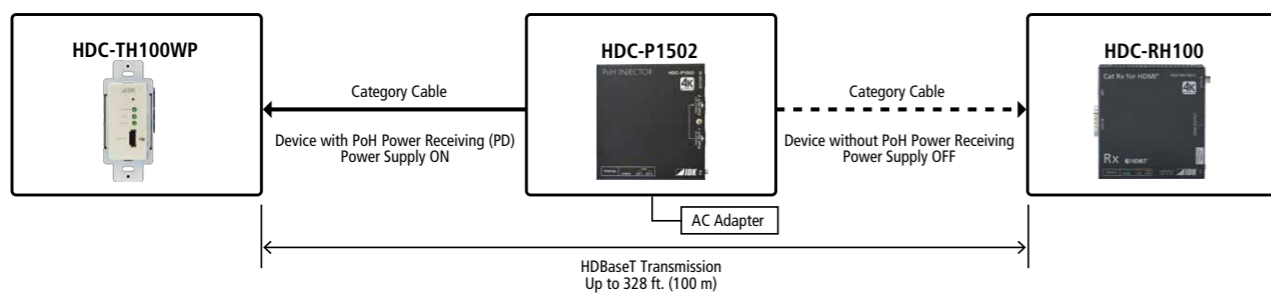 HDC-TH100WP
HDC-P1502
HDC-RH100
PoH INJECTOR
4K
IDK
Cat Rx for HDMI
4K
Rx
HDBT
IDK
Category Cable
Device with PoH Power Receiving (PD)
Power Supply ON
Category Cable
Device without PoH Power Receiving
Power Supply OFF
AC Adapter
HDBaseT Transmission
Up to 328 ft. (100 m)